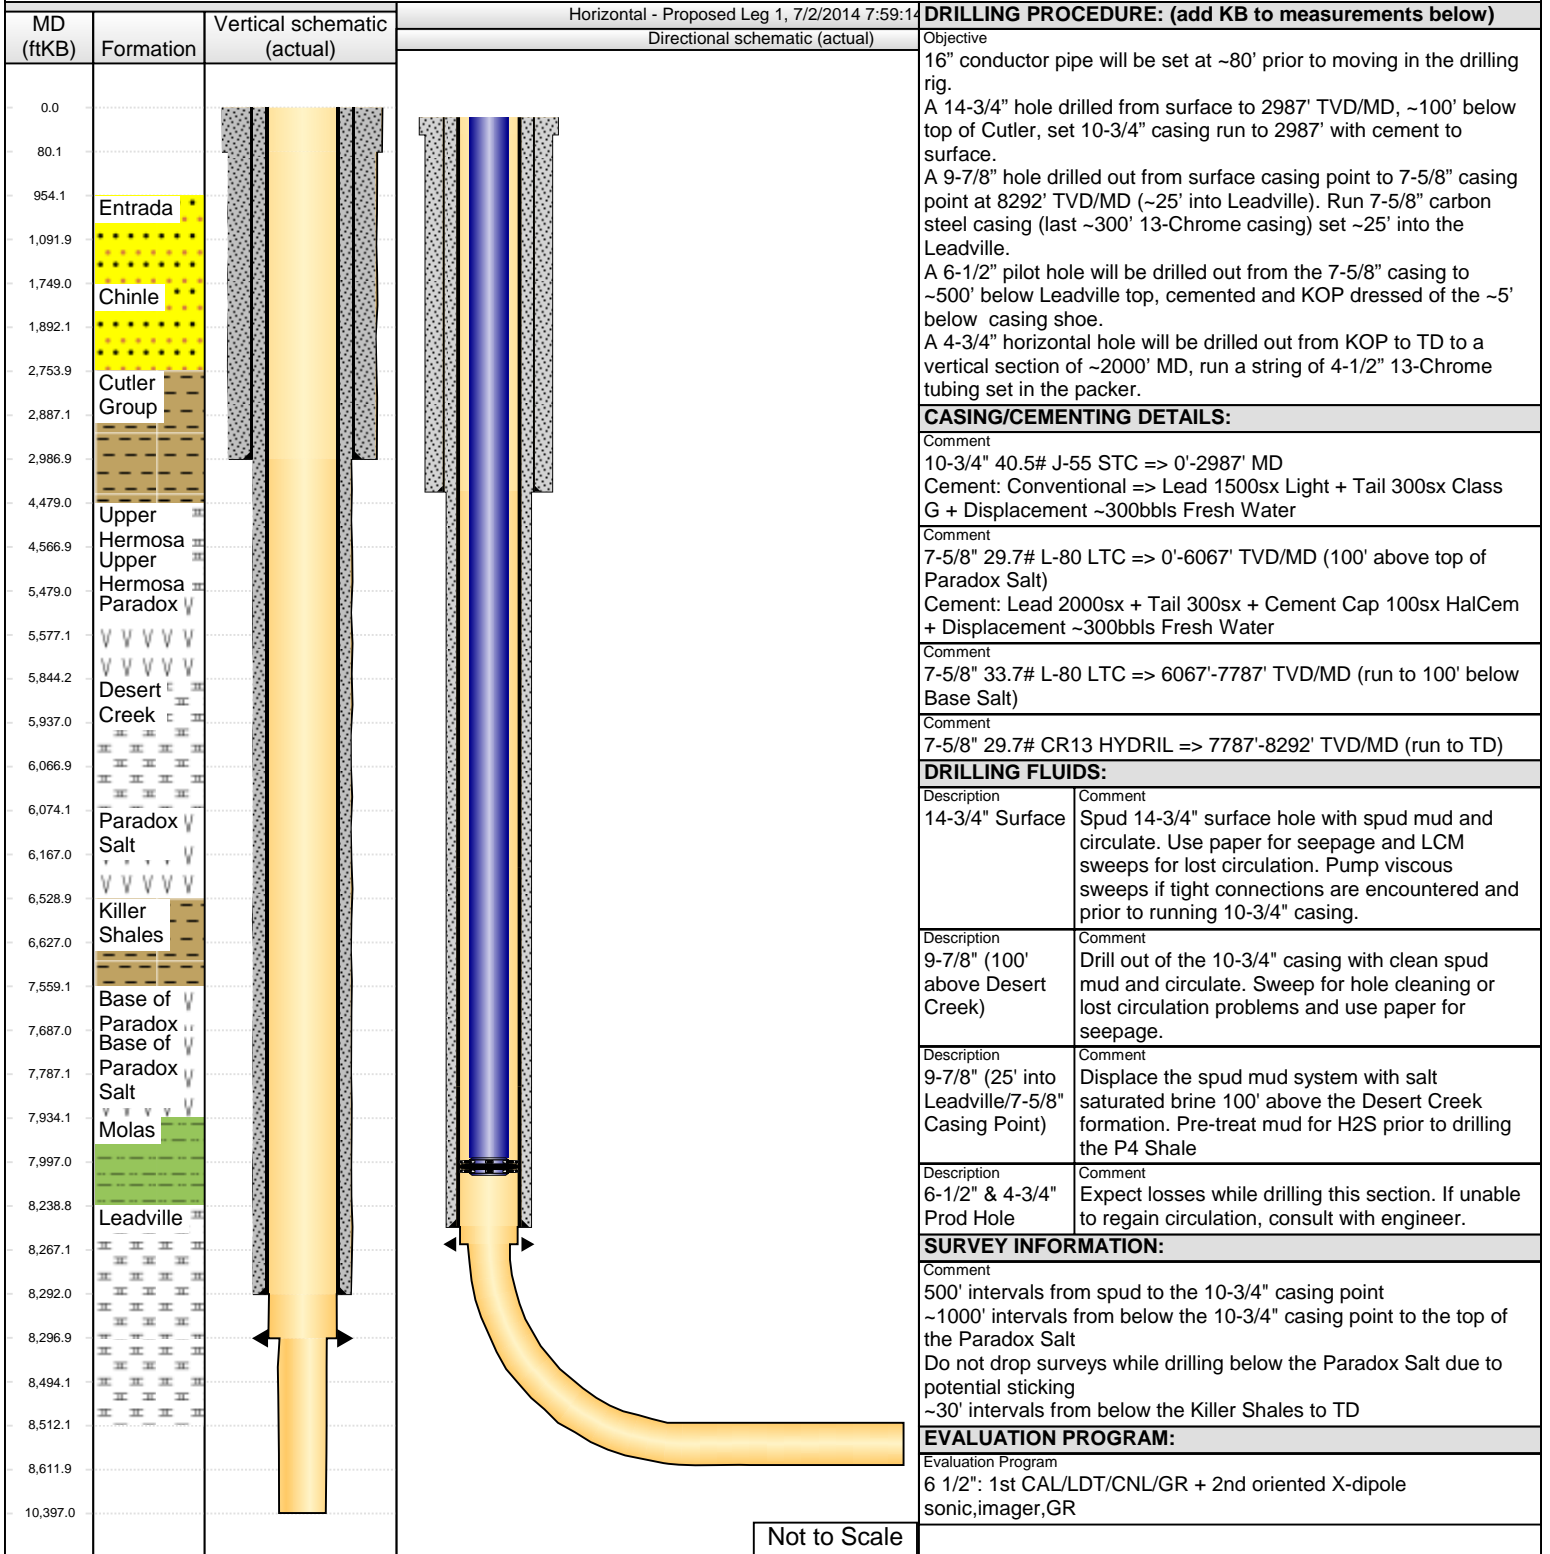 MD
(ftKB)
Formation
Vertical schematic
(actual)
Horizontal - Proposed Leg 1, 7/2/2014 7:59:14
Directional schematic (actual)
0.0
80.1
954.1
1,091.9
1,749.0
1,892.1
2,753.9
2,887.1
2,986.9
4,479.0
4,566.9
5,479.0
5,577.1
5,844.2
5,937.0
6,066.9
6,074.1
6,167.0
6,528.9
6,627.0
7,559.1
7,687.0
7,787.1
7,934.1
7,997.0
8,238.8
8,267.1
8,292.0
8,296.9
8,494.1
8,512.1
8,611.9
10,397.0
Entrada
Chinle
Cutler
Group
Upper
Hermosa
Upper
Hermosa
Paradox
Desert
Creek
Paradox
Salt
Killer
Shales
Base of
Paradox
Base of
Paradox
Salt
Molas
Leadville
Not to Scale
DRILLING PROCEDURE: (add KB to measurements below)
Objective
16” conductor pipe will be set at ~80’ prior to moving in the drilling
rig.
A 14-3/4” hole drilled from surface to 2987' TVD/MD, ~100’ below
top of Cutler, set 10-3/4” casing run to 2987' with cement to
surface.
A 9-7/8” hole drilled out from surface casing point to 7-5/8” casing
point at 8292’ TVD/MD (~25’ into Leadville). Run 7-5/8” carbon
steel casing (last ~300’ 13-Chrome casing) set ~25’ into the
Leadville.
A 6-1/2” pilot hole will be drilled out from the 7-5/8” casing to
~500’ below Leadville top, cemented and KOP dressed of the ~5’
below casing shoe.
A 4-3/4” horizontal hole will be drilled out from KOP to TD to a
vertical section of ~2000’ MD, run a string of 4-1/2” 13-Chrome
tubing set in the packer.
CASING/CEMENTING DETAILS:
Comment
10-3/4" 40.5# J-55 STC => 0'-2987' MD
Cement: Conventional => Lead 1500sx Light + Tail 300sx Class
G + Displacement ~300bbls Fresh Water
Comment
7-5/8" 29.7# L-80 LTC => 0'-6067' TVD/MD (100' above top of
Paradox Salt)
Cement: Lead 2000sx + Tail 300sx + Cement Cap 100sx HalCem
+ Displacement ~300bbls Fresh Water
Comment
7-5/8" 33.7# L-80 LTC => 6067'-7787' TVD/MD (run to 100' below
Base Salt)
Comment
7-5/8" 29.7# CR13 HYDRIL => 7787'-8292' TVD/MD (run to TD)
DRILLING FLUIDS:
Description
14-3/4" Surface
Comment
Spud 14-3/4" surface hole with spud mud and
circulate. Use paper for seepage and LCM
sweeps for lost circulation. Pump viscous
sweeps if tight connections are encountered and
prior to running 10-3/4" casing.
Description
9-7/8" (100'
above Desert
Creek)
Comment
Drill out of the 10-3/4" casing with clean spud
mud and circulate. Sweep for hole cleaning or
lost circulation problems and use paper for
seepage.
Description
9-7/8" (25' into
Leadville/7-5/8"
Casing Point)
Comment
Displace the spud mud system with salt
saturated brine 100' above the Desert Creek
formation. Pre-treat mud for H2S prior to drilling
the P4 Shale
Description
6-1/2" & 4-3/4"
Prod Hole
Comment
Expect losses while drilling this section. If unable
to regain circulation, consult with engineer.
SURVEY INFORMATION:
Comment
500' intervals from spud to the 10-3/4" casing point
~1000' intervals from below the 10-3/4" casing point to the top of
the Paradox Salt
Do not drop surveys while drilling below the Paradox Salt due to
potential sticking
~30' intervals from below the Killer Shales to TD
EVALUATION PROGRAM:
Evaluation Program
6 1/2": 1st CAL/LDT/CNL/GR + 2nd oriented X-dipole
sonic,imager,GR